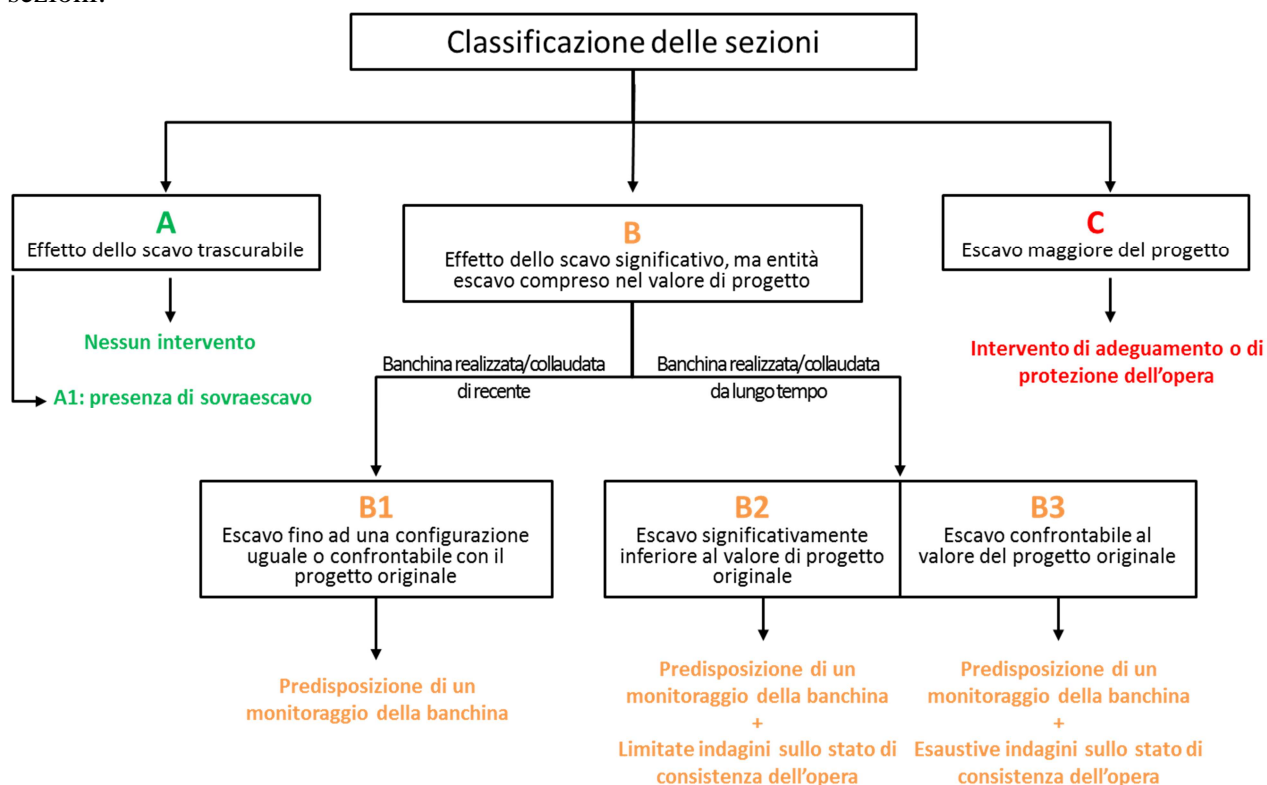 sezioni.
Classificazione delle sezioni
A
Effetto dello scavo trascurabile
B
Effetto dello scavo significativo, ma entità
escavo compreso nel valore di progetto
C
Escavo maggiore del progetto
Nessun intervento
A1: presenza di sovraescavo
Intervento di adeguamento o di
protezione dell'opera
Banchina realizzata/collaudata
di recente
Banchina realizzata/collaudata
da lungo tempo
B1
Escavo fino ad una configurazione
uguale o confrontabile con il
progetto originale
B2
Escavo significativamente
inferiore al valore di progetto
originale
B3
Escavo confrontabile al
valore del progetto originale
Predisposizione di un
monitoraggio della banchina
Predisposizione di un
monitoraggio della banchina
+
Limitate indagini sullo stato di
consistenza dell'opera
Predisposizione di un
monitoraggio della banchina
+
Esaustive indagini sullo stato di
consistenza dell'opera